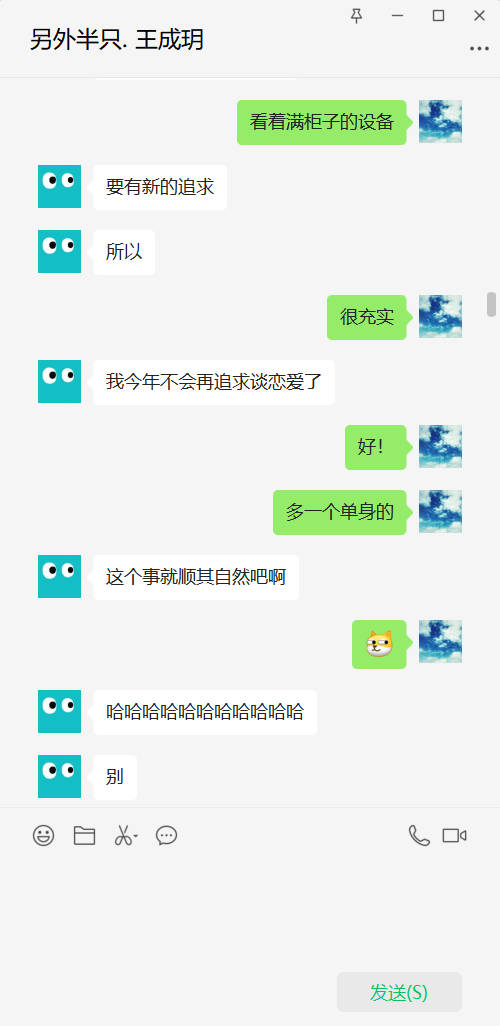 另外半只. 王成玥
看着满柜子的设备
要有新的追求
所以
很充实
我今年不会再追求谈恋爱了
好！
多一个单身的
这个事就顺其自然吧啊
哈哈哈哈哈哈哈哈哈哈哈
别
发送(S)